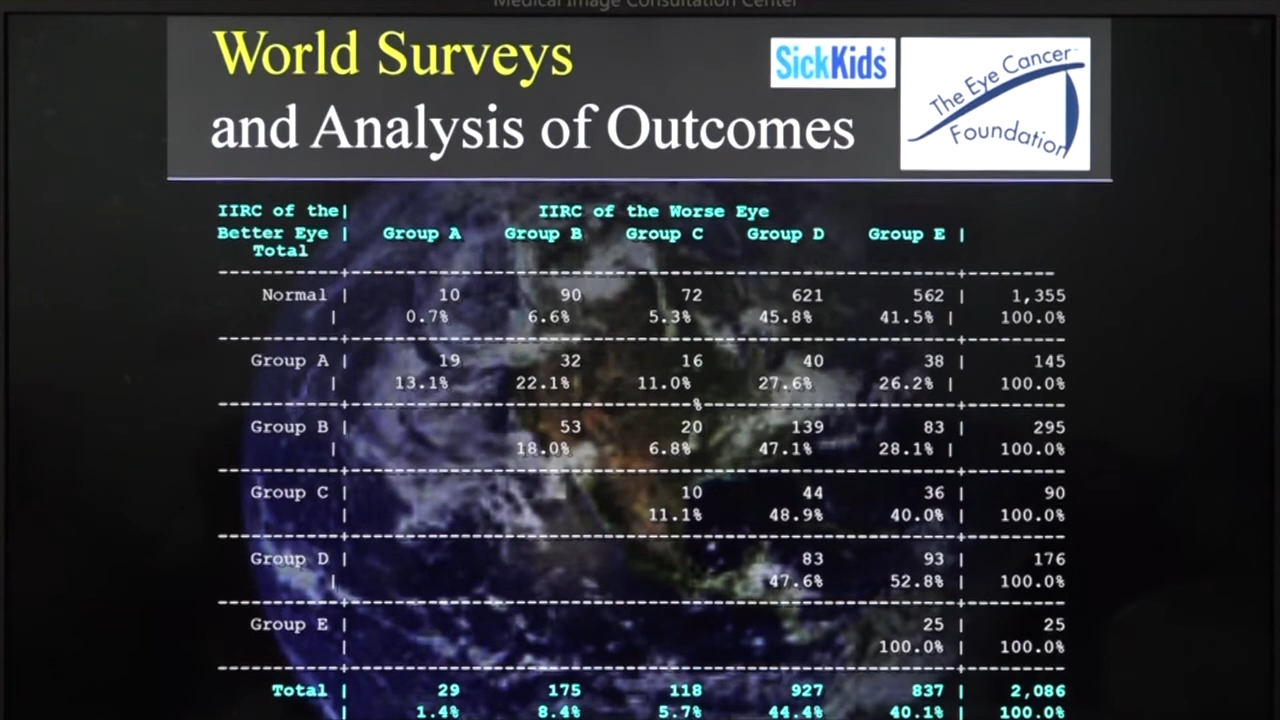 Medical Image Consultation Center
World Surveys
and Analysis of Outcomes
SickKids
The Eye Cancer
Foundation
IIRC of the| IIRC of the Worse Eye
Better Eye | Group A Group B Group C Group D Group E |
Total
Normal | 10 90 72 621 562 | 1,355
| 0.7% 6.6% 5.3% 45.8% 41.5% | 100.0%
Group A | 19 32 16 40 38 | 145
| 13.1% 22.1% 11.0% 27.6% 26.2% | 100.0%
%
Group B | 53 20 139 83 | 295
| 18.0% 6.8% 47.1% 28.1% | 100.0%
Group C | 10 44 36 | 90
| 11.1% 48.9% 40.0% | 100.0%
Group D | 83 93 | 176
| 47.6% 52.8% | 100.0%
Group E | 25 | 25
| 100.0% | 100.0%
Total | 29 175 118 927 837 | 2,086
| 1.4% 8.4% 5.7% 44.4% 40.1% | 100.0%